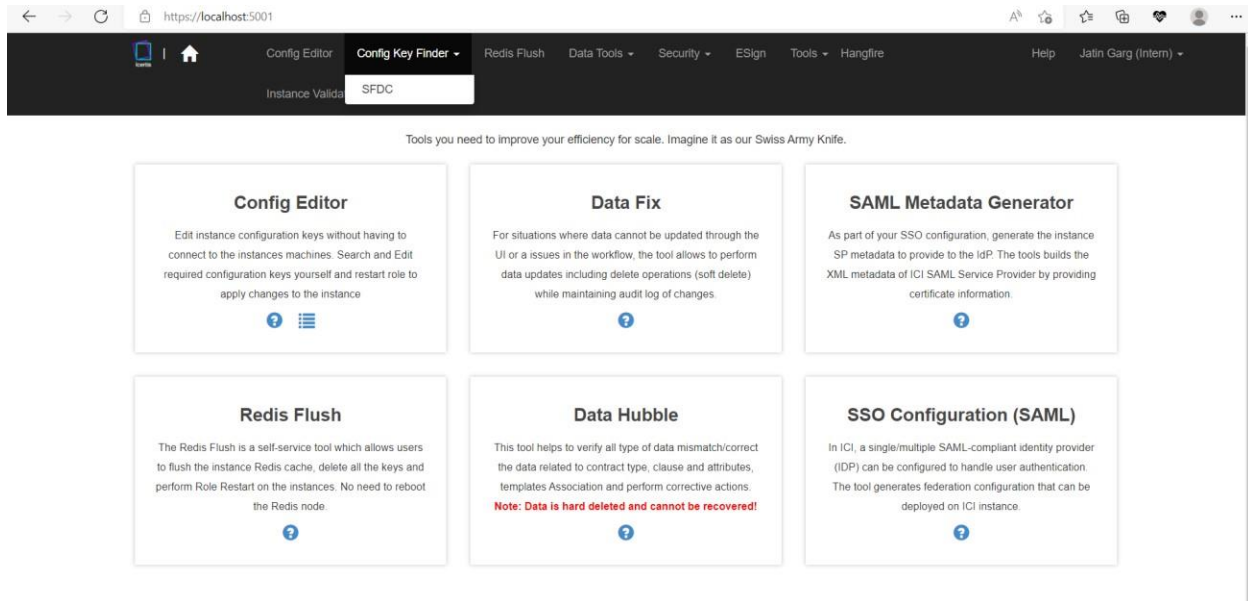 https://localhost:5001
icertis
Config Editor Config Key Finder Redis Flush Data Tools Security ESign Tools Hangfire Help Jatin Garg (Intern)
Instance Valida SFDC
Tools you need to improve your efficiency for scale. Imagine it as our Swiss Army Knife.
Config Editor
Edit instance configuration keys without having to
connect to the instances machines. Search and Edit
required configuration keys yourself and restart role to
apply changes to the instance
Data Fix
For situations where data cannot be updated through the
UI or a issues in the workflow, the tool allows to perform
data updates including delete operations (soft delete)
while maintaining audit log of changes.
SAML Metadata Generator
As part of your SSO configuration, generate the instance
SP metadata to provide to the IdP. The tools builds the
XML metadata of ICI SAML Service Provider by providing
certificate information.
Redis Flush
The Redis Flush is a self-service tool which allows users
to flush the instance Redis cache, delete all the keys and
perform Role Restart on the instances. No need to reboot
the Redis node.
Data Hubble
This tool helps to verify all type of data mismatch/correct
the data related to contract type, clause and attributes,
templates Association and perform corrective actions.
Note: Data is hard deleted and cannot be recovered!
SSO Configuration (SAML)
In ICI, a single/multiple SAML-compliant identity provider
(IDP) can be configured to handle user authentication.
The tool generates federation configuration that can be
deployed on ICI instance.